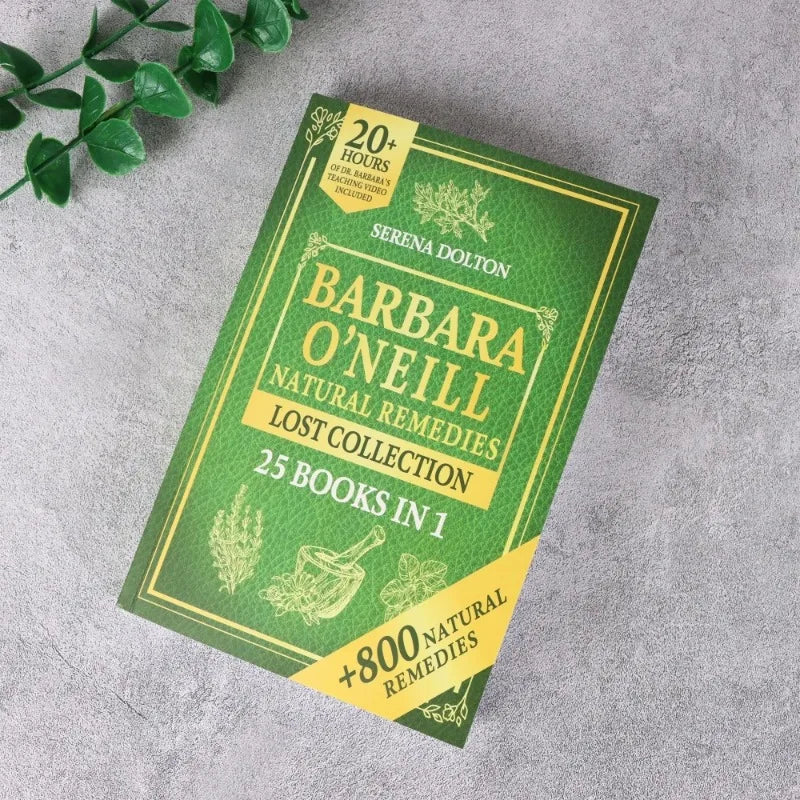 20+
HOURS
OF DR. BARBARA'S
TEACHING VIDEO
INCLUDED
SERENA DOLTON
BARBARA
O'NEILL
NATURAL REMEDIES
LOST COLLECTION
25 BOOKS IN 1
+800 NATURAL
REMEDIES